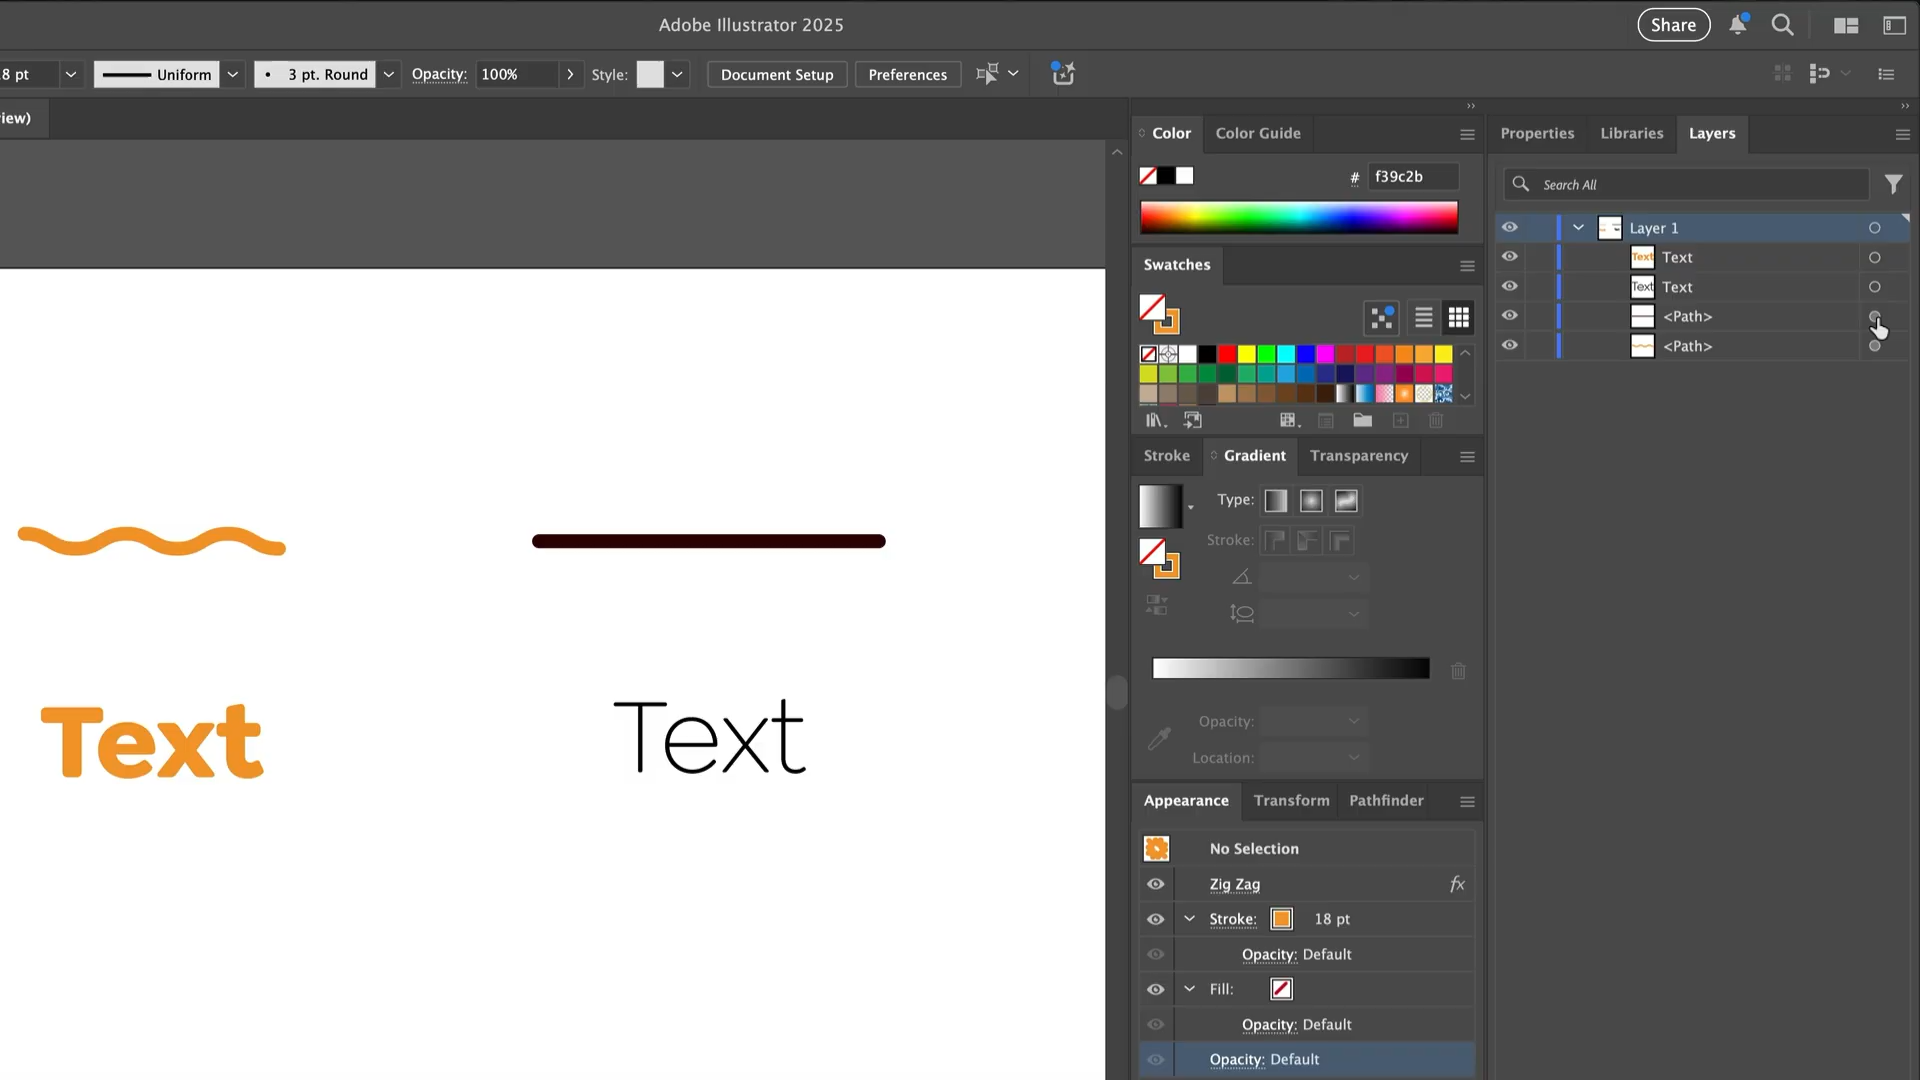 Adobe Illustrator 2025
Share
8 pt
Uniform
3 pt. Round
Opacity:
100%
Style:
Document Setup
Preferences
iew)
Color
Color Guide
# f39c2b
Swatches
Stroke
Gradient
Transparency
Type:
Stroke:
Opacity:
Location:
Appearance
Transform
Pathfinder
No Selection
Zig Zag
fx
Stroke:
18 pt
Opacity: Default
Fill:
Opacity: Default
Opacity: Default
Properties
Libraries
Layers
Search All
Layer 1
Text
Text
Text
Text
<Path>
<Path>
Text
Text